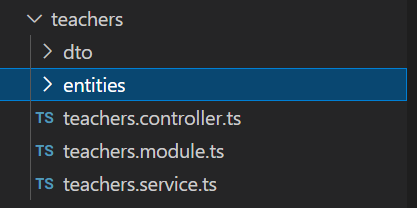 teachers
dto
entities
TS teachers.controller.ts
TS teachers.module.ts
TS teachers.service.ts